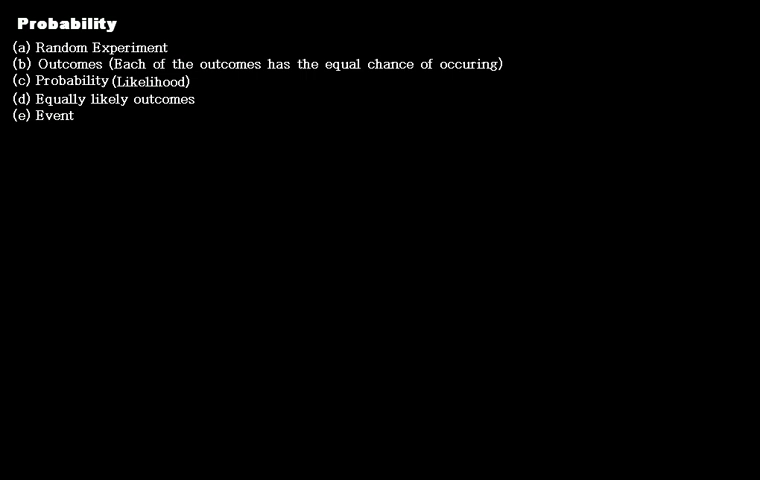 Probability
(a) Random Experiment
(b) Outcomes (Each of the outcomes has the equal chance of occuring)
(c) Probability (Likelihood)
(d) Equally likely outcomes
(e) Event